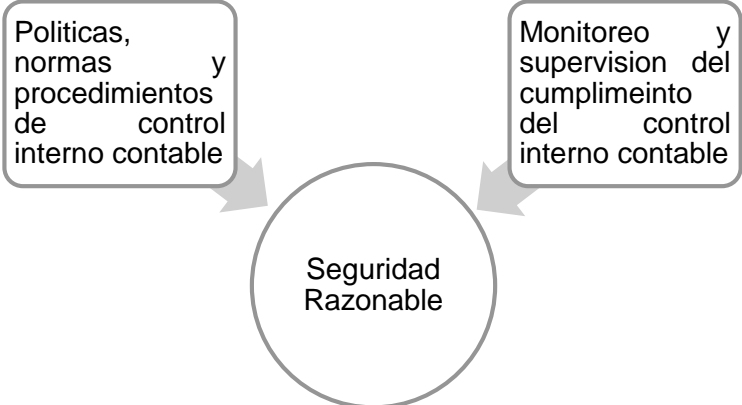 Politicas,
normas y
procedimientos
de control
interno contable
Monitoreo y
supervision del
cumplimeinto
del control
interno contable
Seguridad
Razonable